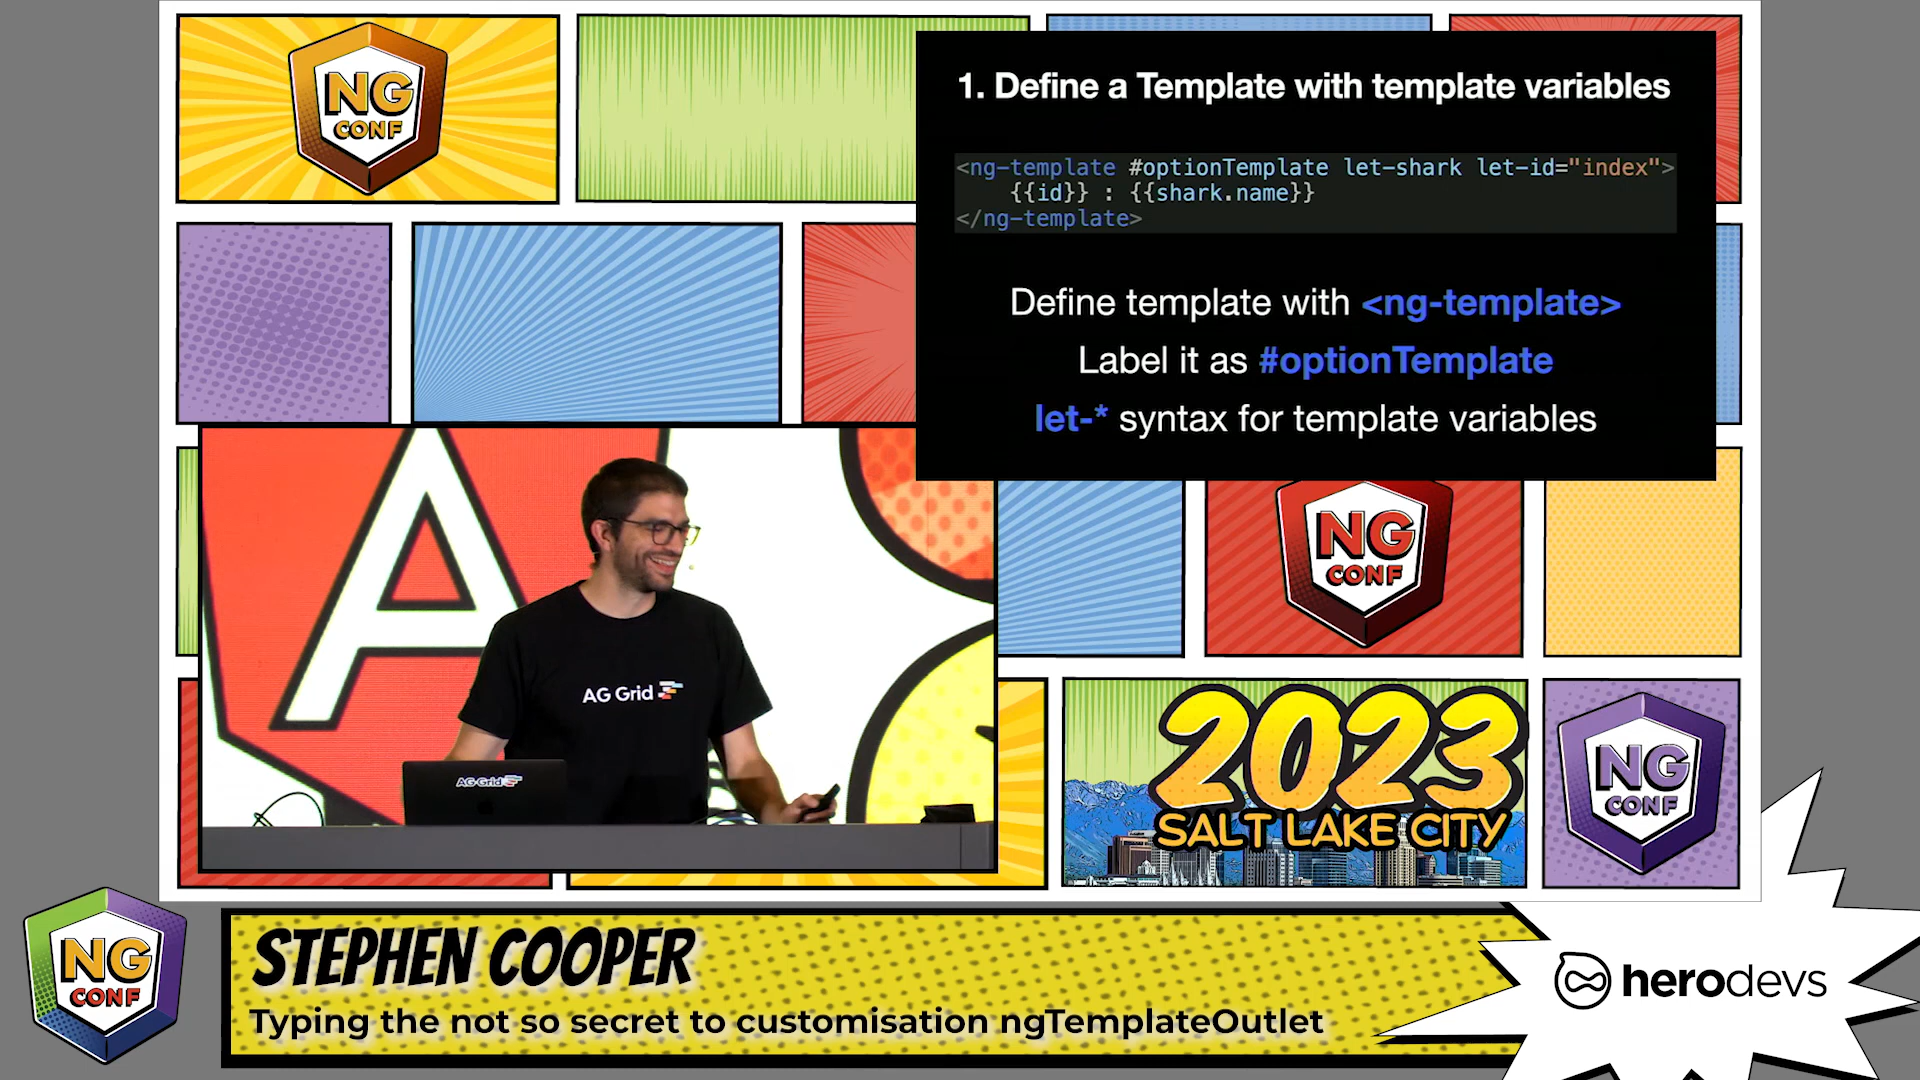 NG
CONF
1. Define a Template with template variables
<ng-template #optionTemplate let-shark let-id="index">
{{id}} : {{shark.name}}
</ng-template>
Define template with <ng-template>
Label it as #optionTemplate
let-* syntax for template variables
A
AG Grid
AG Grid
NG
CONF
2023
SALT LAKE CITY
NG
CONF
NG
CONF
STEPHEN COOPER
Typing the not so secret to customisation ngTemplateOutlet
herodevs